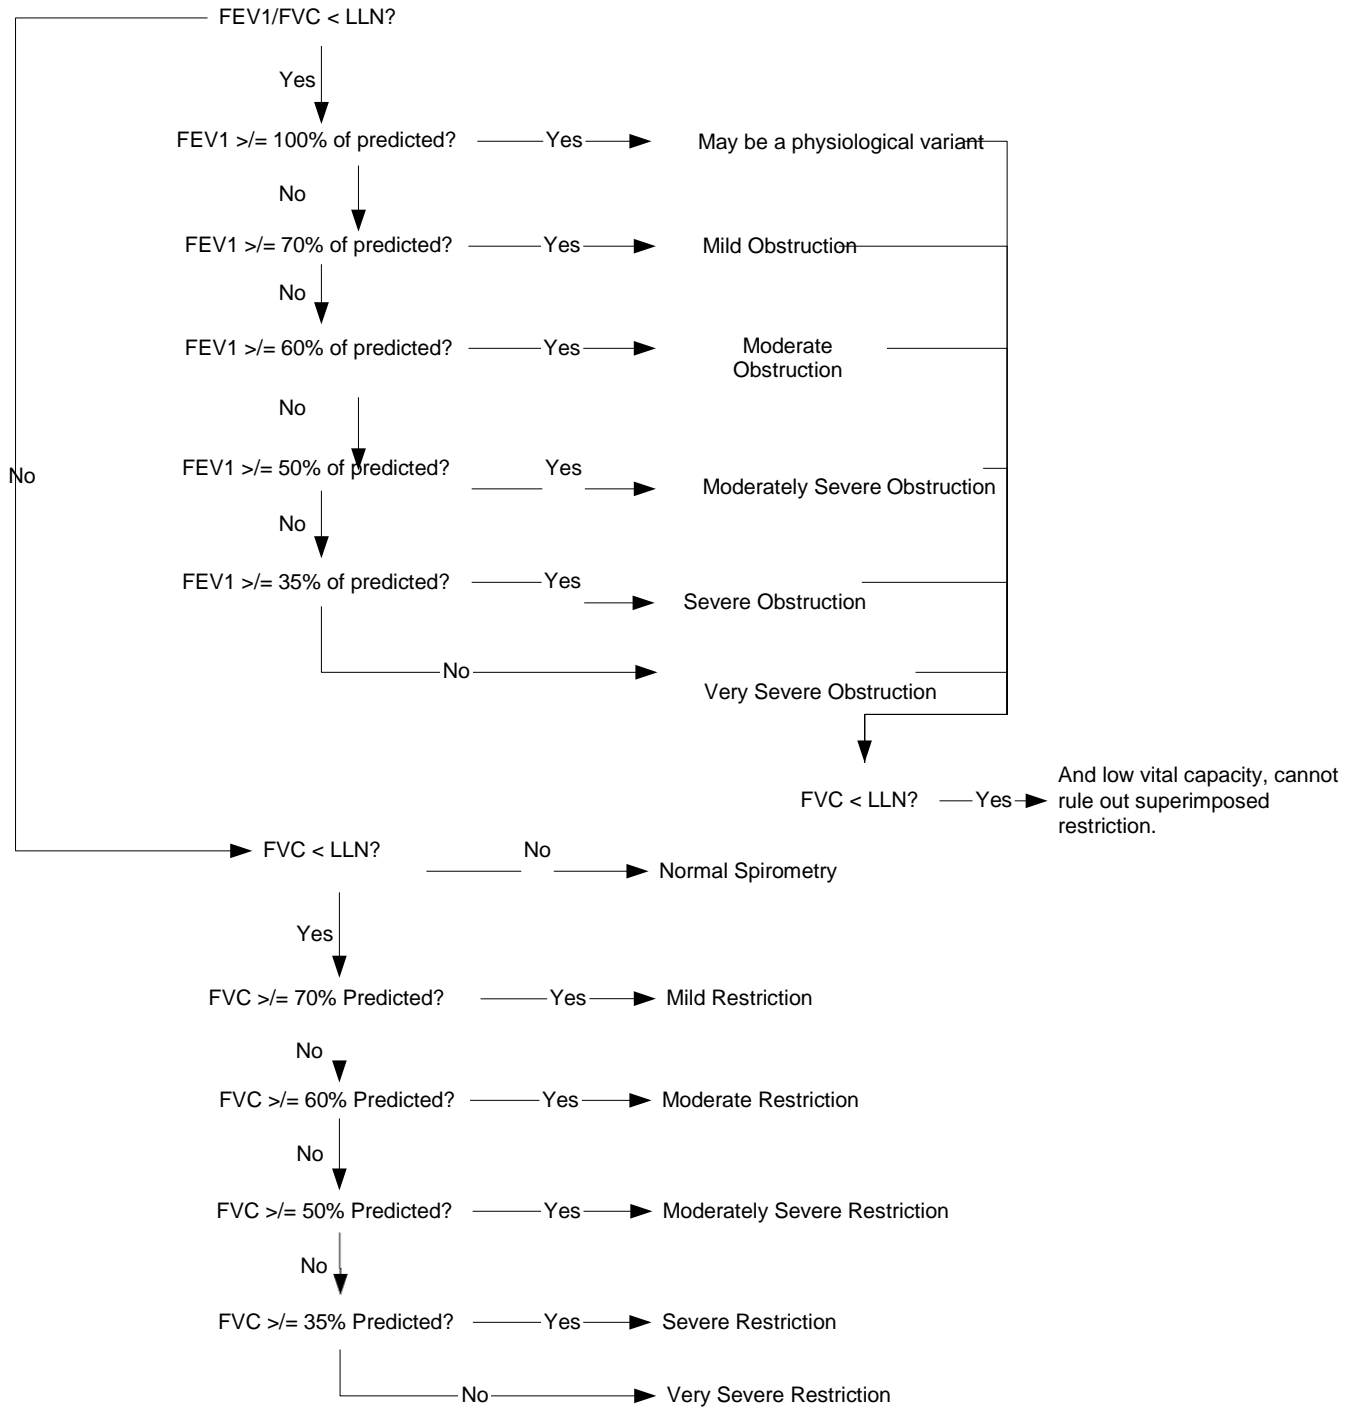 FEV1/FVC < LLN?
Yes
FEV1 >/= 100% of predicted?
Yes
May be a physiological variant
No
FEV1 >/= 70% of predicted?
Yes
Mild Obstruction
No
FEV1 >/= 60% of predicted?
Yes
Moderate
Obstruction
No
FEV1 >/= 50% of predicted?
Yes
Moderately Severe Obstruction
No
No
FEV1 >/= 35% of predicted?
Yes
Severe Obstruction
No
Very Severe Obstruction
FVC < LLN?
Yes
And low vital capacity, cannot
rule out superimposed
restriction.
FVC < LLN?
No
Normal Spirometry
Yes
FVC >/= 70% Predicted?
Yes
Mild Restriction
No
FVC >/= 60% Predicted?
Yes
Moderate Restriction
No
FVC >/= 50% Predicted?
Yes
Moderately Severe Restriction
No
FVC >/= 35% Predicted?
Yes
Severe Restriction
No
Very Severe Restriction